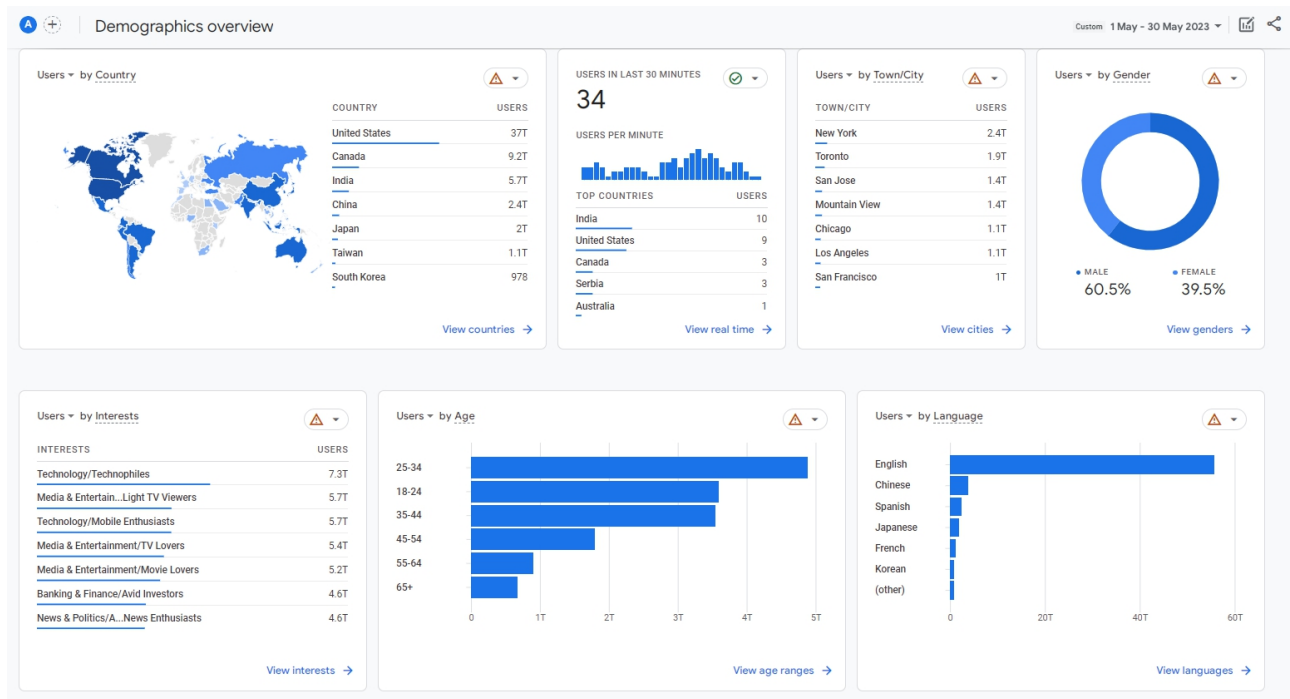 A
Demographics overview
Custom 1 May - 30 May 2023
Users by Country
COUNTRY USERS
United States 37T
Canada 9.2T
India 5.7T
China 2.4T
Japan 2T
Taiwan 1.1T
South Korea 978
View countries
USERS IN LAST 30 MINUTES
34
USERS PER MINUTE
TOP COUNTRIES USERS
India 10
United States 9
Canada 3
Serbia 3
Australia 1
View real time
Users by Town/City
TOWN/CITY USERS
New York 2.4T
Toronto 1.9T
San Jose 1.4T
Mountain View 1.4T
Chicago 1.1T
Los Angeles 1.1T
San Francisco 1T
View cities
Users by Gender
MALE FEMALE
60.5% 39.5%
View genders
Users by Interests
INTERESTS USERS
Technology/Technophiles 7.3T
Media & Entertain...Light TV Viewers 5.7T
Technology/Mobile Enthusiasts 5.7T
Media & Entertainment/TV Lovers 5.4T
Media & Entertainment/Movie Lovers 5.2T
Banking & Finance/Avid Investors 4.6T
News & Politics/A...News Enthusiasts 4.6T
View interests
Users by Age
25-34
18-24
35-44
45-54
55-64
65+
0 1T 2T 3T 4T 5T
View age ranges
Users by Language
English
Chinese
Spanish
Japanese
French
Korean
(other)
0 20T 40T 60T
View languages